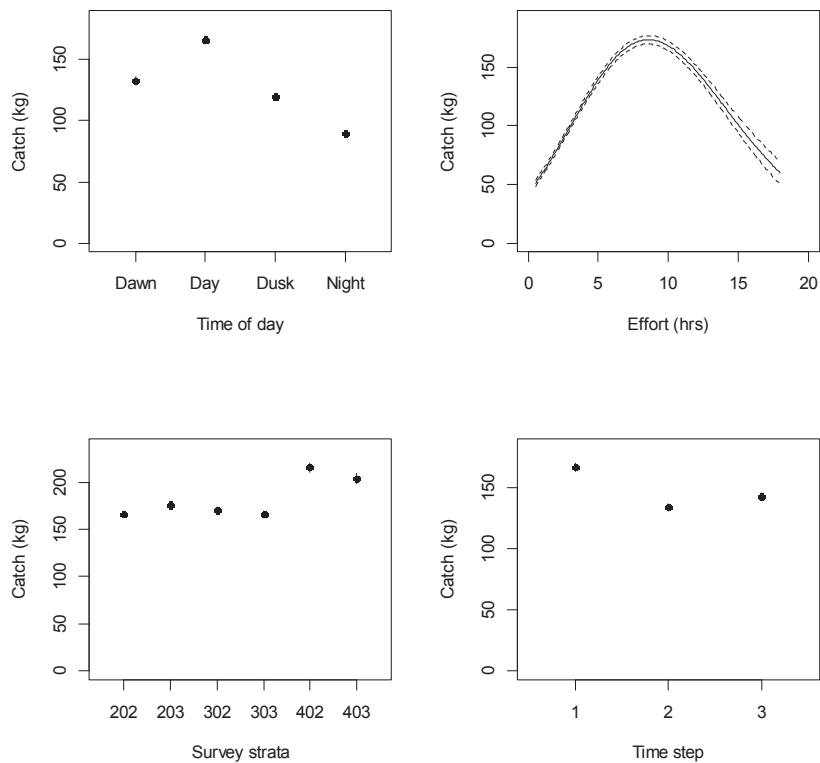 Catch (kg)
150
100
50
0
Dawn Day Dusk Night
Time of day
Catch (kg)
150
100
50
0
0 5 10 15 20
Effort (hrs)
Catch (kg)
200
150
100
50
0
202 203 302 303 402 403
Survey strata
Catch (kg)
150
100
50
0
1 2 3
Time step